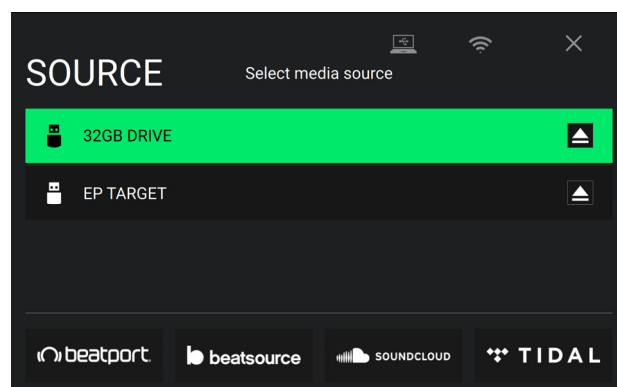 SOURCE
Select media source
32GB DRIVE
EP TARGET
beatport.
beatsource
SOUNDCLOUD
TIDAL